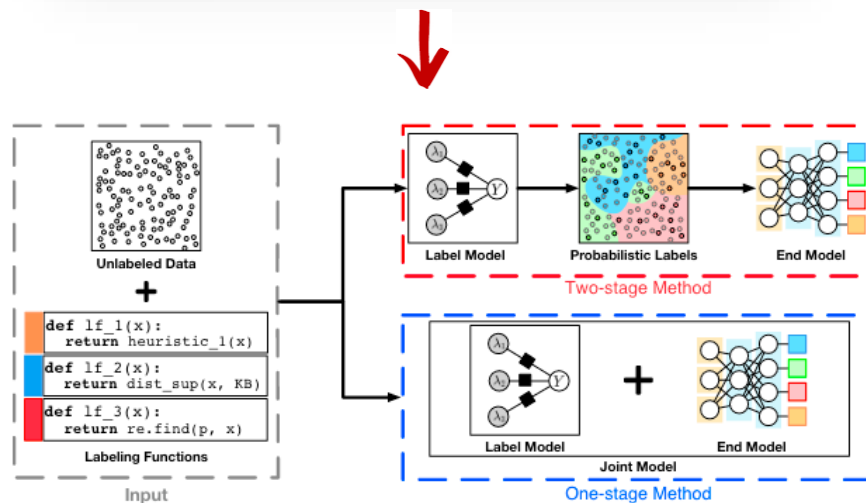 Unlabeled Data
def lf_1(x):
return heuristic_1(x)
def lf_2(x):
return dist_sup(x, KB)
def lf_3(x):
return re.find(p, x)
Labeling Functions
Input
λ₁
λ₂
λ₃
Y
Label Model
Probabilistic Labels
End Model
Two-stage Method
λ₁
λ₂
λ₃
Y
Label Model
End Model
Joint Model
One-stage Method